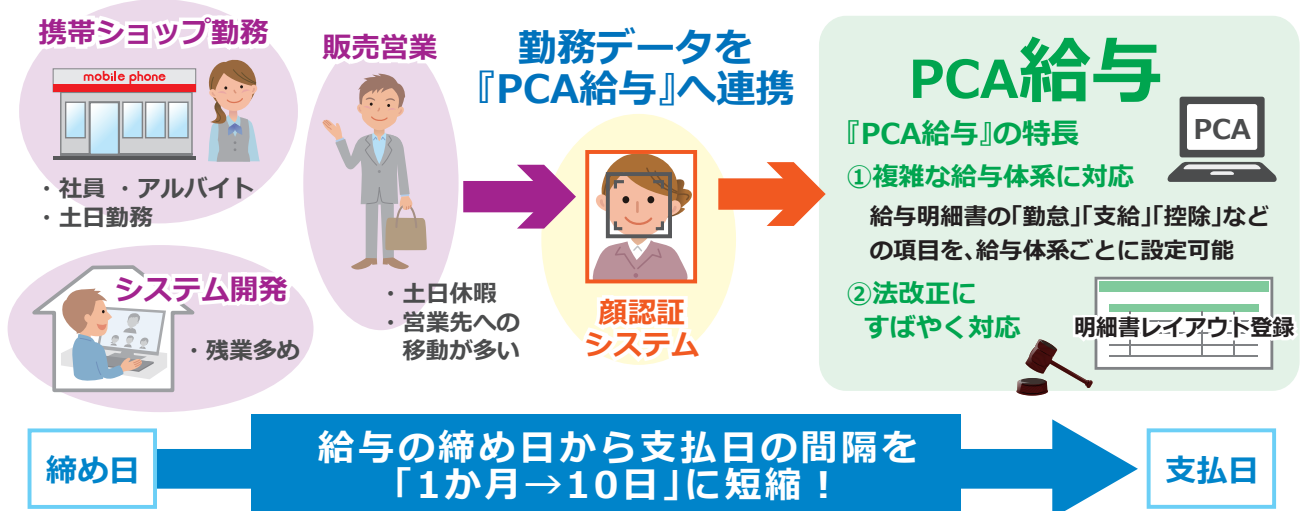 携帯ショップ勤務
mobile phone
・社員 ・アルバイト
・土日勤務
販売営業
・土日休暇
・営業先への
移動が多い
システム開発
・残業多め
勤務データを
『PCA給与』へ連携
顔認証
システム
PCA給与
『PCA給与』の特長
PCA
①複雑な給与体系に対応
給与明細書の「勤怠」「支給」「控除」など
の項目を、給与体系ごとに設定可能
②法改正に
すばやく対応
明細書レイアウト登録
締め日
給与の締め日から支払日の間隔を
「1か月→10日」に短縮！
支払日